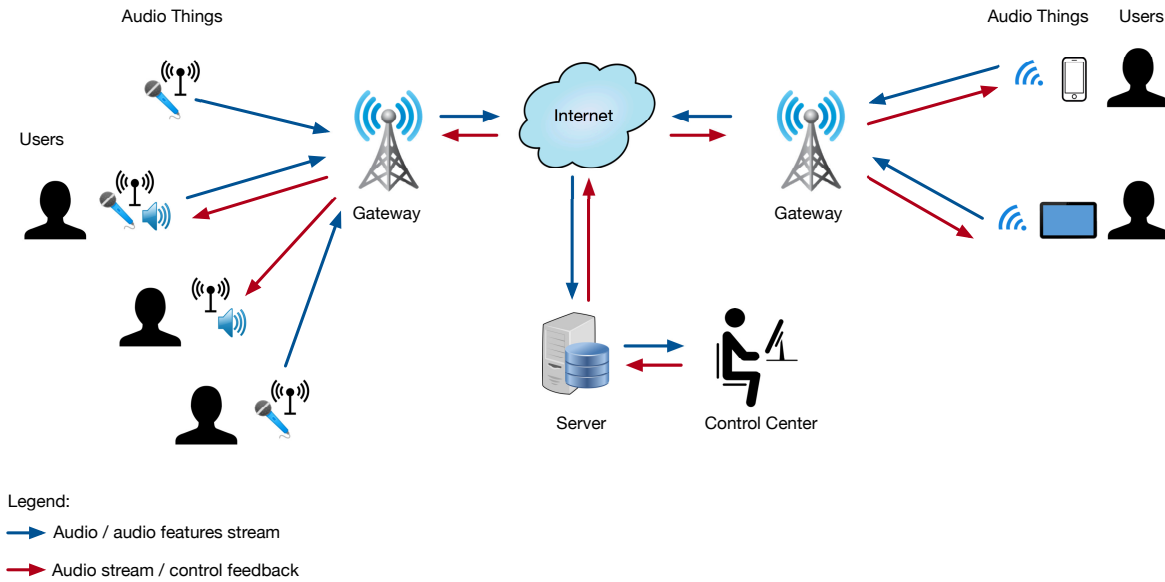 Audio Things
Audio Things
Users
Internet
Users
Gateway
Gateway
Server
Control Center
Legend:
Audio / audio features stream
Audio stream / control feedback